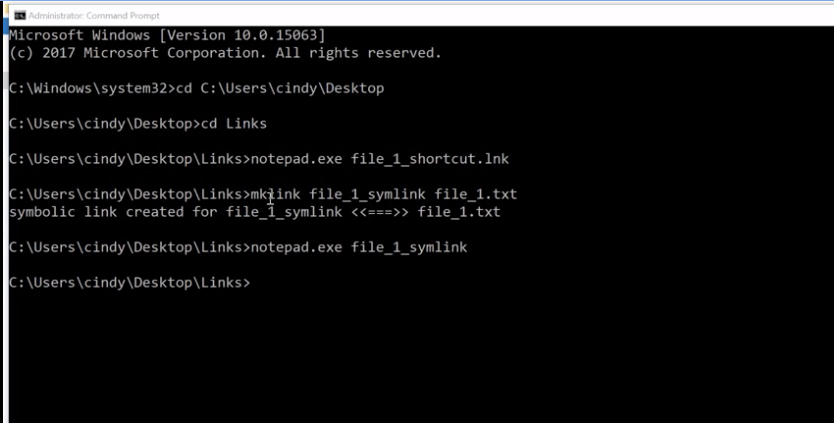 Administrator: Command Prompt
Microsoft Windows [Version 10.0.15063]
(c) 2017 Microsoft Corporation. All rights reserved.
C:\Windows\system32>cd C:\Users\cindy\Desktop
C:\Users\cindy\Desktop>cd Links
C:\Users\cindy\Desktop\Links>notepad.exe file_1_shortcut.lnk
C:\Users\cindy\Desktop\Links>mklink file_1_symlink file_1.txt
symbolic link created for file_1_symlink <<===>> file_1.txt
C:\Users\cindy\Desktop\Links>notepad.exe file_1_symlink
C:\Users\cindy\Desktop\Links>